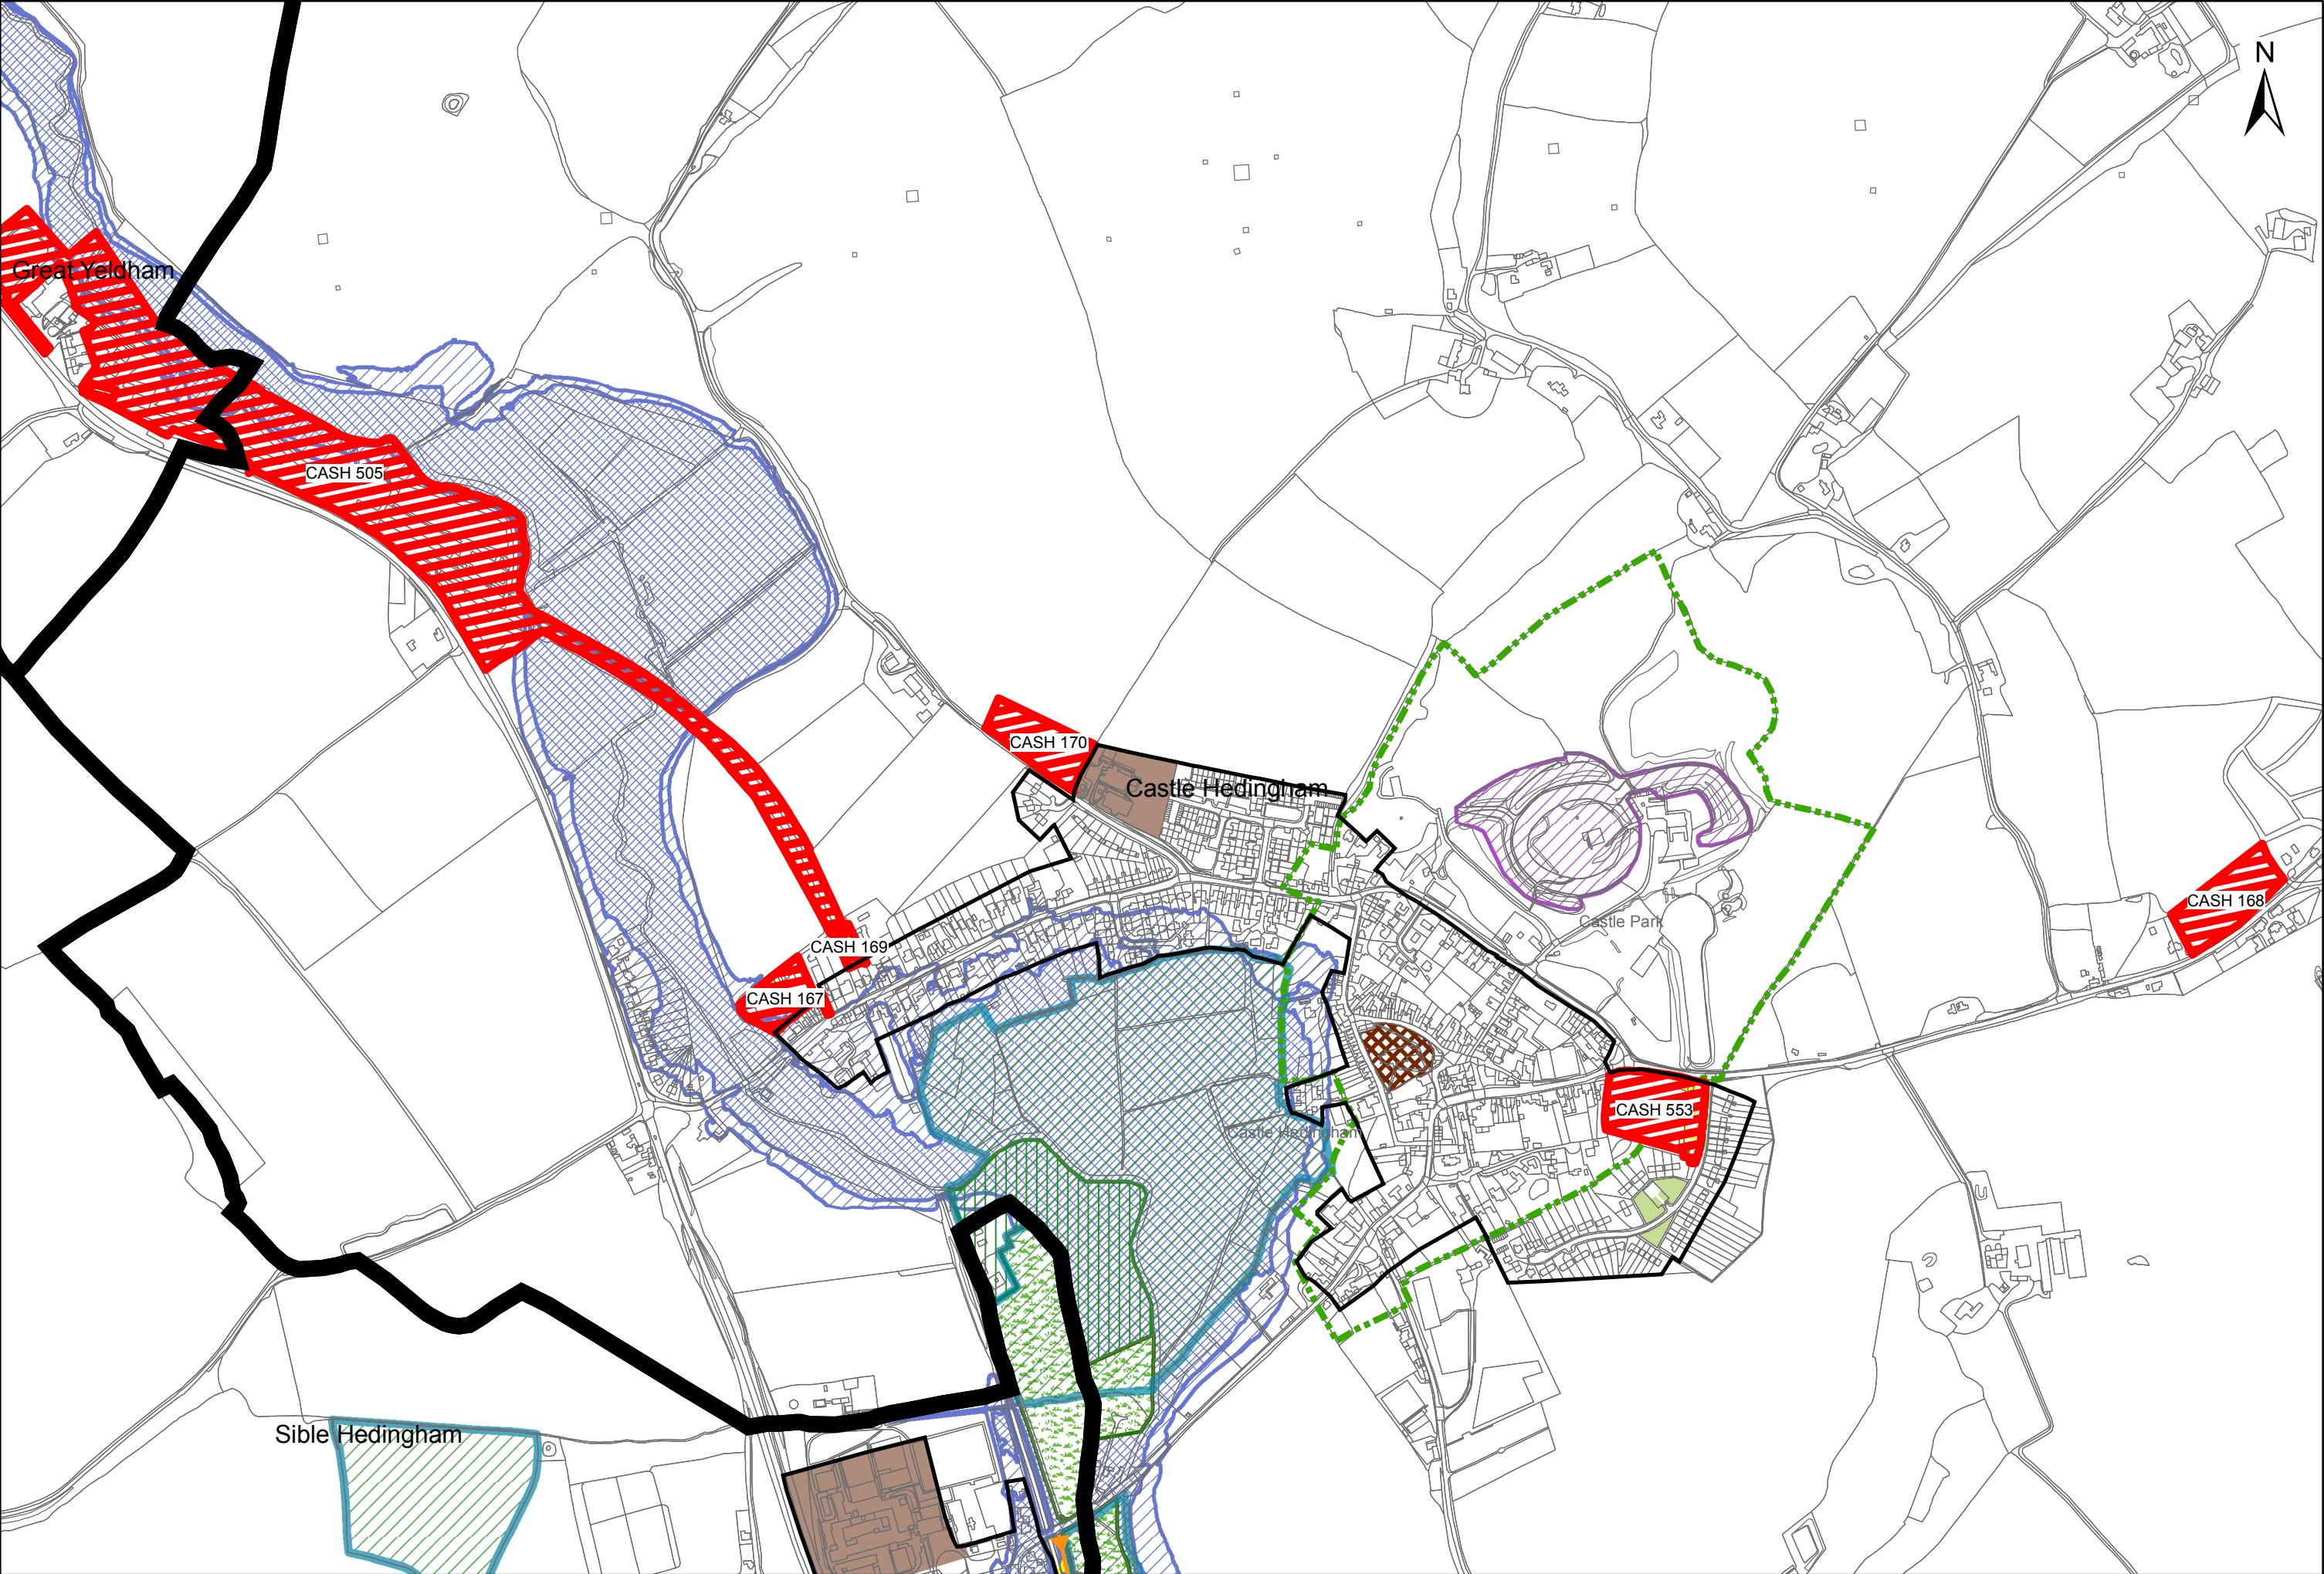 N
Great Yeldham
CASH 505
CASH 170
Castle Hedingham
CASH 168
Castle Park
CASH 169
CASH 167
CASH 553
Castle Hedingham
Sible Hedingham